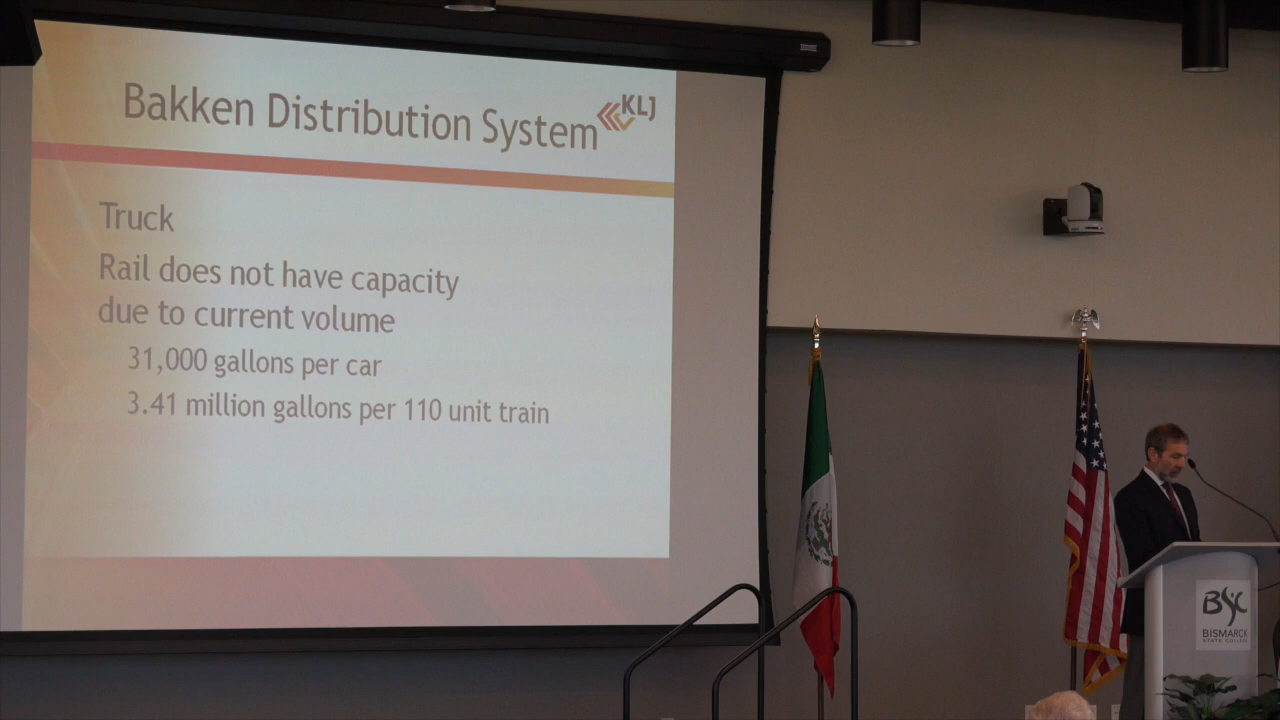 Bakken Distribution System
KLJ
Truck
Rail does not have capacity
due to current volume
31,000 gallons per car
3.41 million gallons per 110 unit train
BSC
BISMARCK
STATE COLLEGE